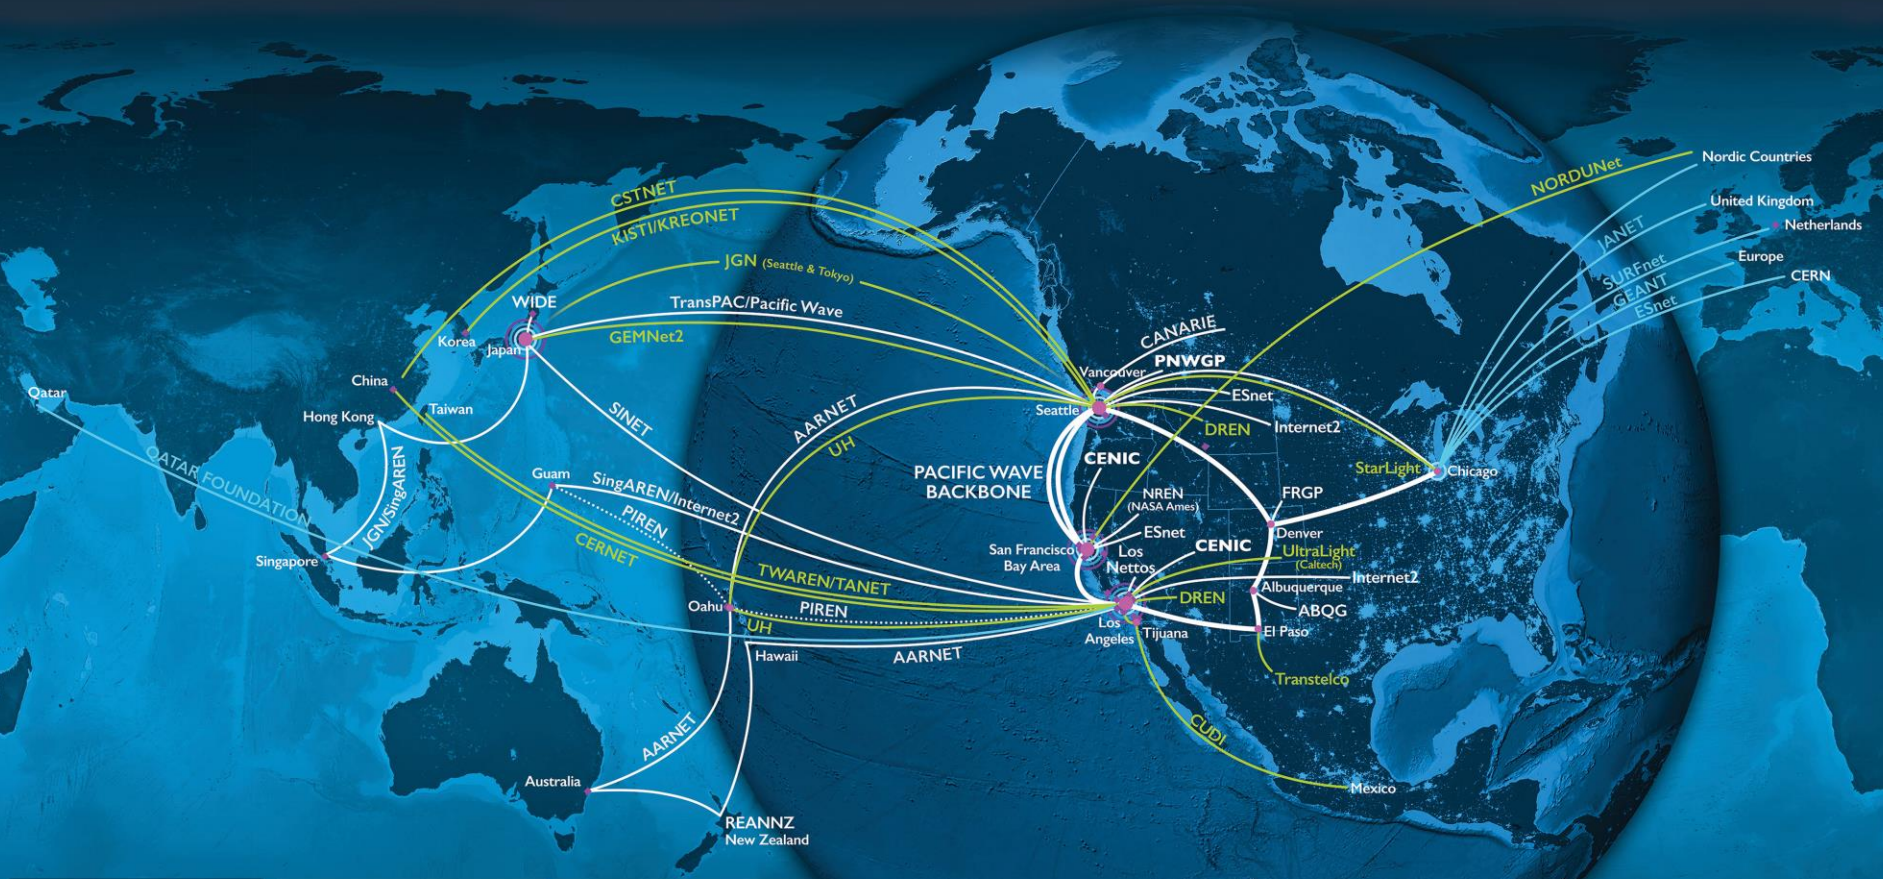 CSTNET
KISTI/KREONET
JGN (Seattle & Tokyo)
WIDE
TransPAC/Pacific Wave
GEMNet2
Korea
Japan
China
Qatar
Hong Kong
Taiwan
QATAR FOUNDATION
JGN/SingAREN
Singapore
Guam
SINET
SingAREN/Internet2
PIREN
CERNET
TWAREN/TANET
Oahu
PIREN
UH
Hawaii
AARNET
AARNET
UH
AARNET
Australia
REANNZ
New Zealand
NORDUNet
Nordic Countries
United Kingdom
Netherlands
Europe
CERN
JANET
SURFnet
GEANT
ESnet
CANARIE
PNWGP
Vancouver
Seattle
ESnet
DREN
Internet2
StarLight
Chicago
PACIFIC WAVE
BACKBONE
CENIC
NREN
(NASA Ames)
ESnet
San Francisco
Bay Area
Los
Nettos
CENIC
FRGP
Denver
UltraLight
(Caltech)
Internet2
Albuquerque
DREN
ABQG
Los
Angeles
Tijuana
El Paso
Transtelco
CUDI
Mexico